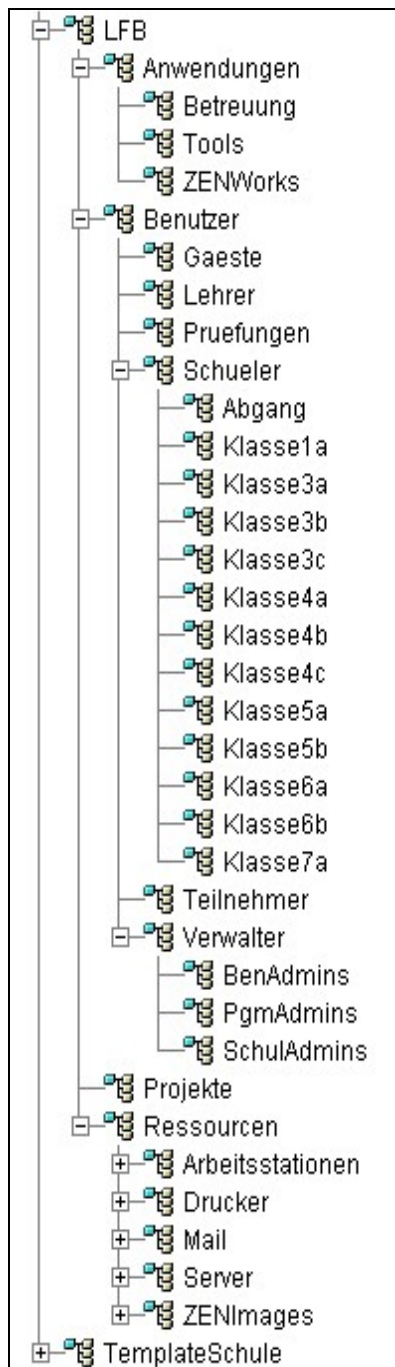 LFB
Anwendungen
Betreuung
Tools
ZENWorks
Benutzer
Gaeste
Lehrer
Pruefungen
Schueler
Abgang
Klasse1a
Klasse3a
Klasse3b
Klasse3c
Klasse4a
Klasse4b
Klasse4c
Klasse5a
Klasse5b
Klasse6a
Klasse6b
Klasse7a
Teilnehmer
Verwalter
BenAdmins
PgmAdmins
SchulAdmins
Projekte
Ressourcen
Arbeitsstationen
Drucker
Mail
Server
ZENImages
TemplateSchule